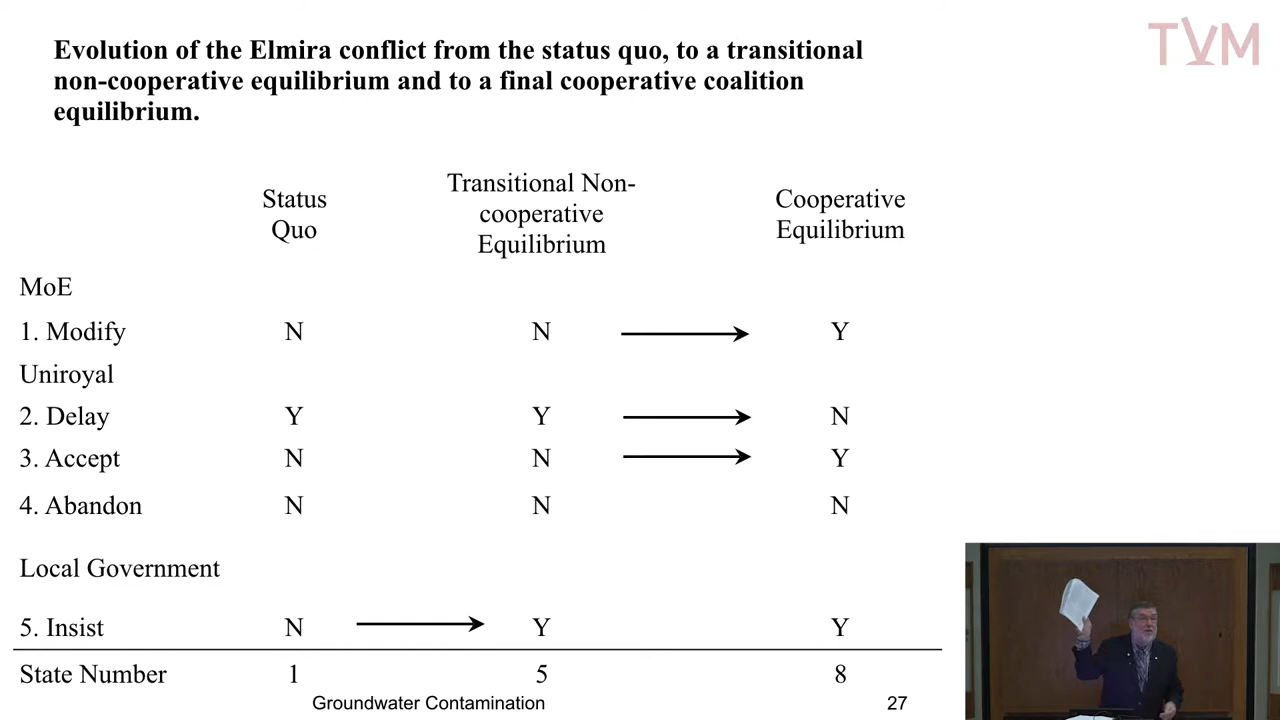 TVM
Evolution of the Elmira conflict from the status quo, to a transitional
non-cooperative equilibrium and to a final cooperative coalition
equilibrium.
Status
Quo
Transitional Non-
cooperative
Equilibrium
Cooperative
Equilibrium
MoE
1. Modify N N Y
Uniroyal
2. Delay Y Y N
3. Accept N N Y
4. Abandon N N N
Local Government
5. Insist N Y Y
State Number 1 5 8
Groundwater Contamination 27